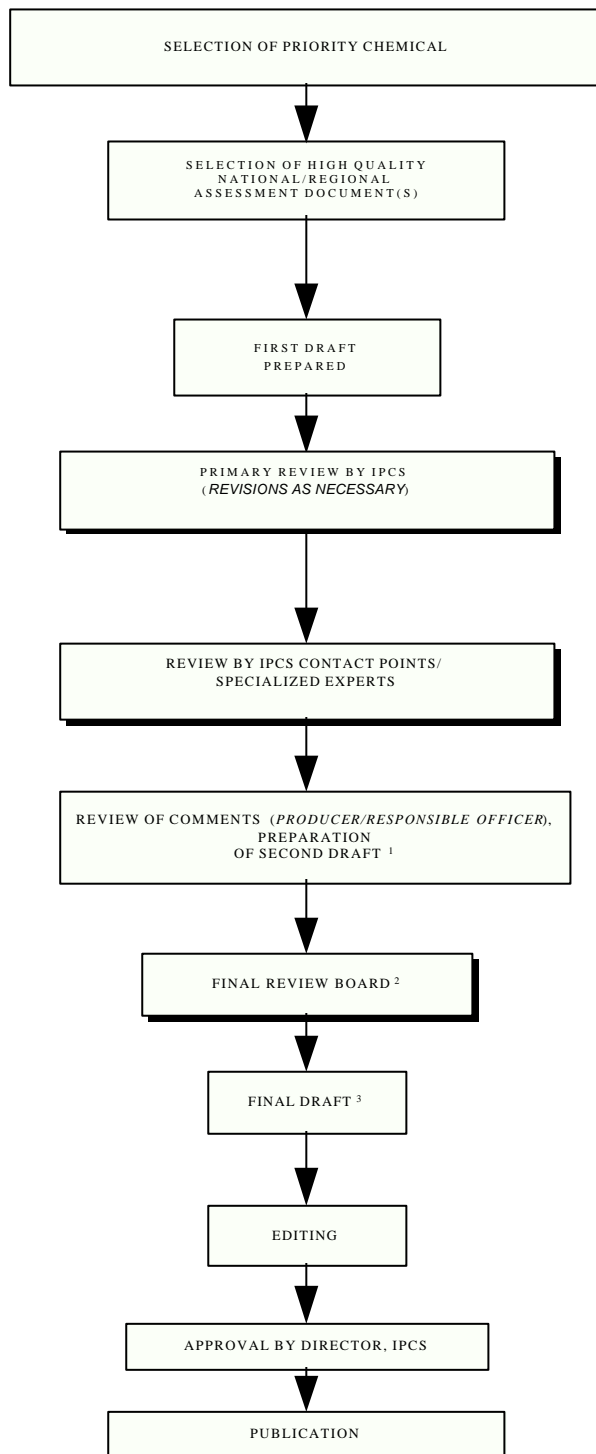 SELECTION OF PRIORITY CHEMICAL
SELECTION OF HIGH QUALITY
NATIONAL/REGIONAL
ASSESSMENT DOCUMENT(S)
FIRST DRAFT
PREPARED
PRIMARY REVIEW BY IPCS
(REVISIONS AS NECESSARY)
REVIEW BY IPCS CONTACT POINTS/
SPECIALIZED EXPERTS
REVIEW OF COMMENTS (PRODUCER/RESPONSIBLE OFFICER),
PREPARATION
OF SECOND DRAFT ¹
FINAL REVIEW BOARD ²
FINAL DRAFT ³
EDITING
APPROVAL BY DIRECTOR, IPCS
PUBLICATION